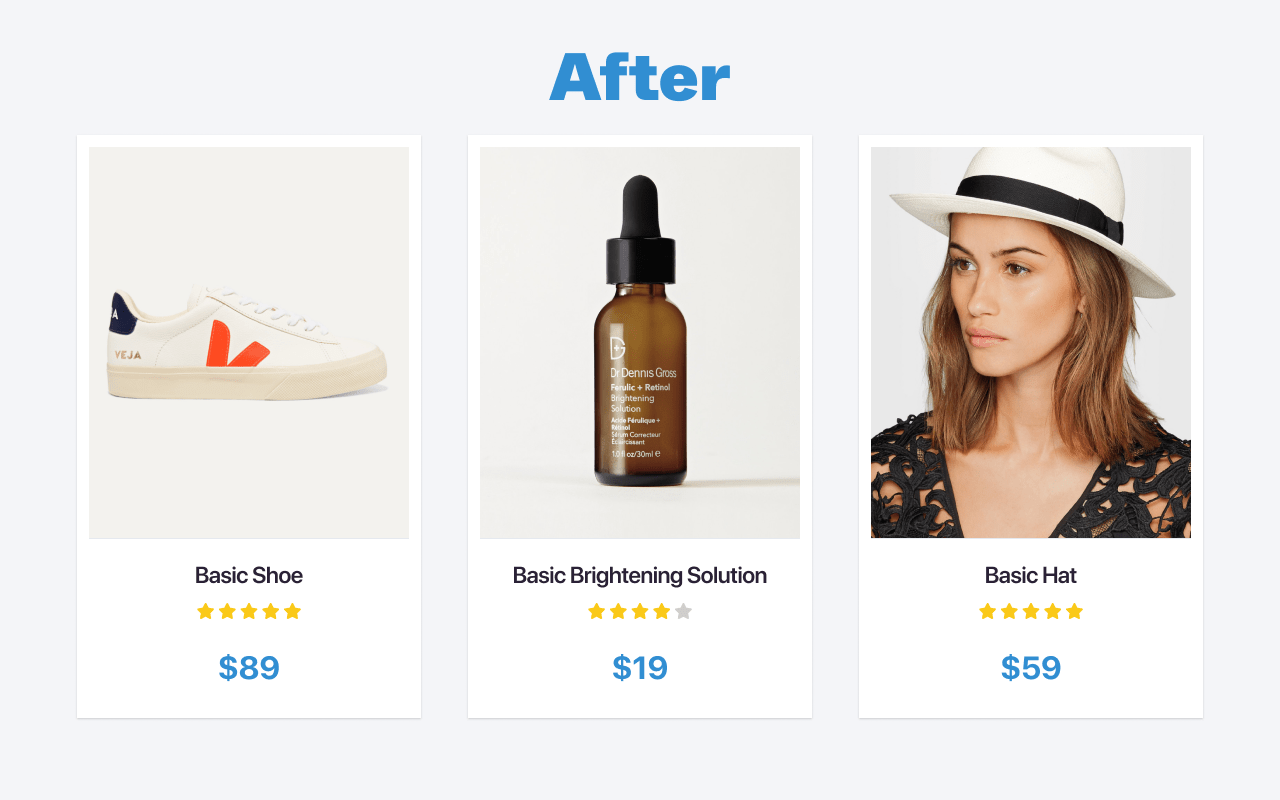 After
A
VEJA
Dr Dennis Gross
Ferulic + Retinol
Brightening
Solution
Acide Férulique +
Rétinol
Sérum Correcteur
Éclaircissant
1.0 fl oz/30ml e
Basic Shoe
Basic Brightening Solution
Basic Hat
$89
$19
$59